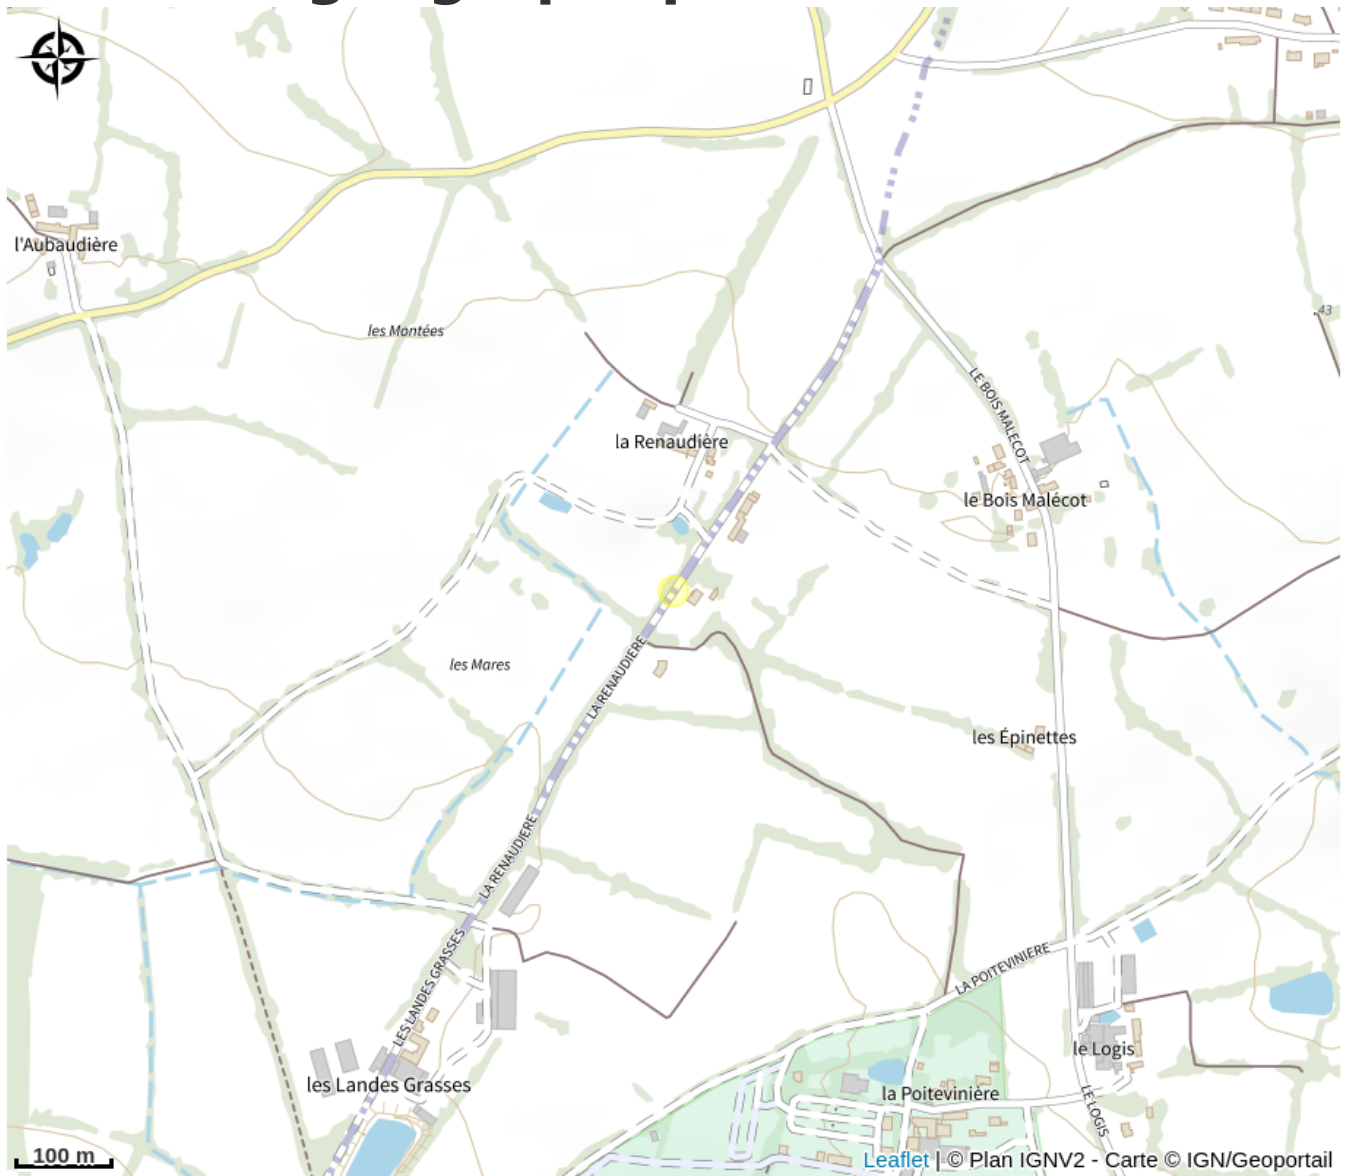 l'Aubaudière
43
les Montées
LE BOIS MALECOT
la Renaudière
le Bois Malécot
LA RENAUDIERE
les Mares
les Épinettes
LA RENAUDIERE
LES LANDES GRASSES
LA POITEVINIERE
le Logis
les Landes Grasses
la Poitevinière
LE LOGIS
100 m
Leaflet | © Plan IGNV2 - Carte © IGN/Geoportail